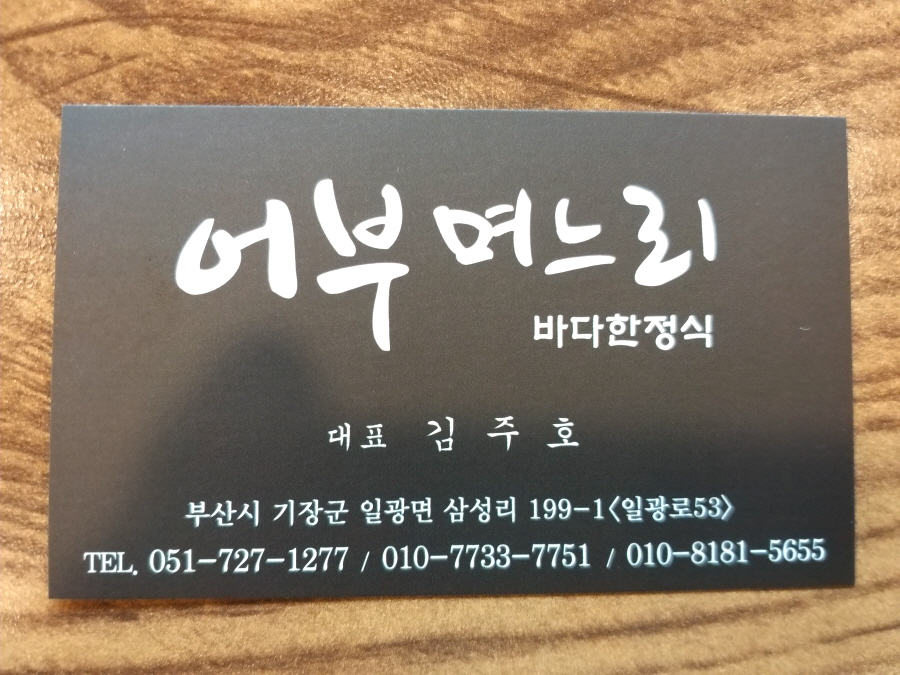 어부 며느리
바다한정식
대표 김 주 호
부산시 기장군 일광면 삼성리 199-1<일광로53>
TEL. 051-727-1277 / 010-7733-7751 / 010-8181-5655